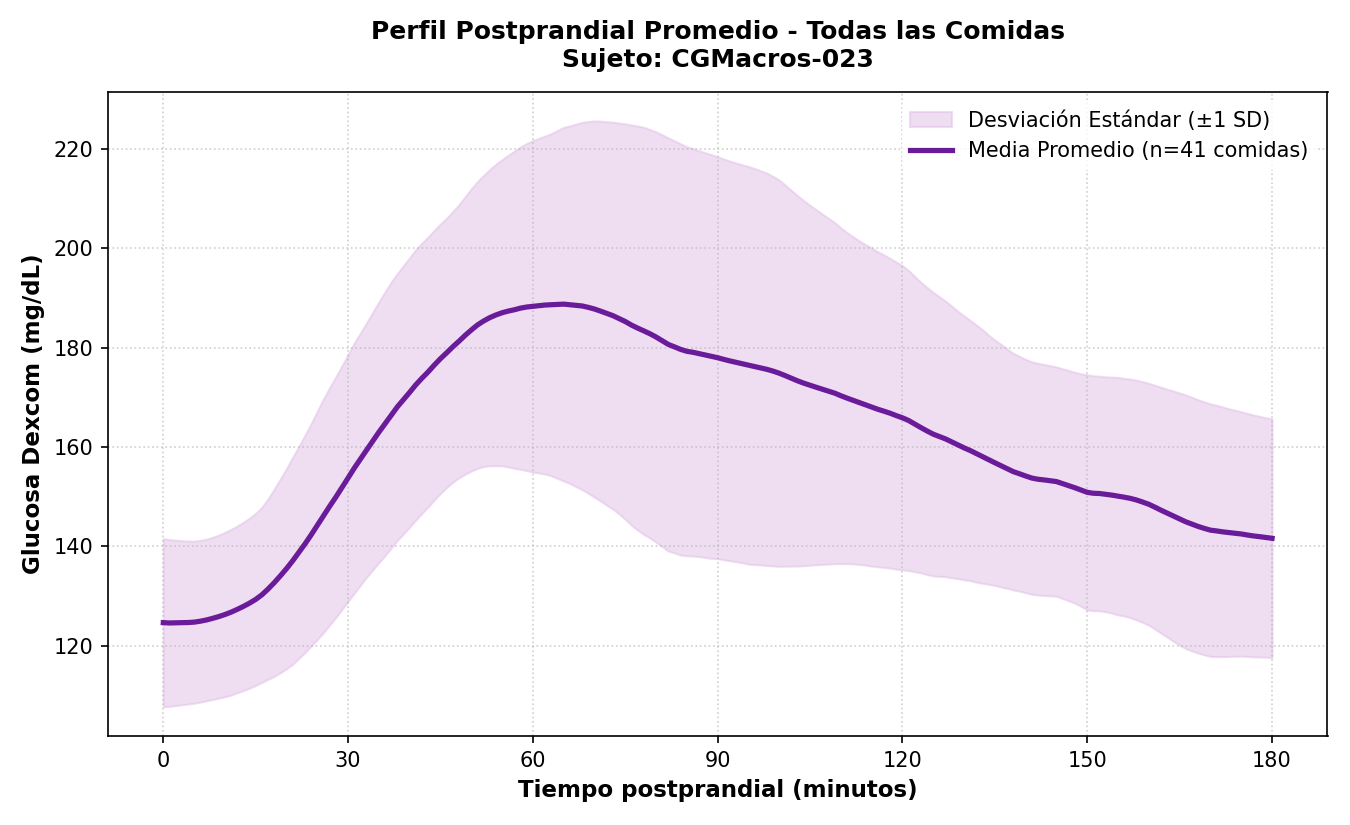 Perfil Postprandial Promedio - Todas las Comidas
Sujeto: CGMacros-023
Desviación Estándar (±1 SD)
Media Promedio (n=41 comidas)
Glucosa Dexcom (mg/dL)
220
200
180
160
140
120
0 30 60 90 120 150 180
Tiempo postprandial (minutos)